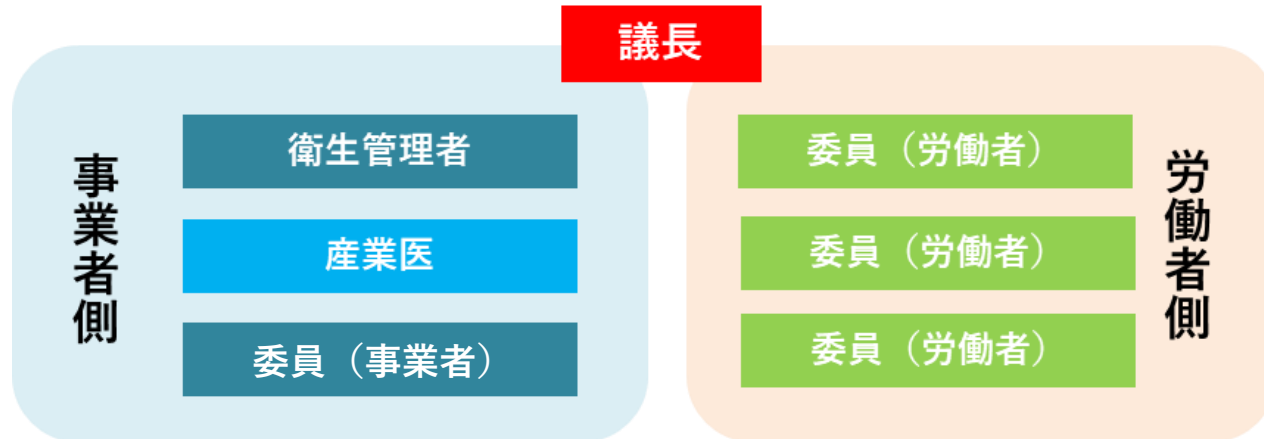 議長
事業者側
衛生管理者
産業医
委員（事業者）
委員（労働者）
委員（労働者）
委員（労働者）
労働者側